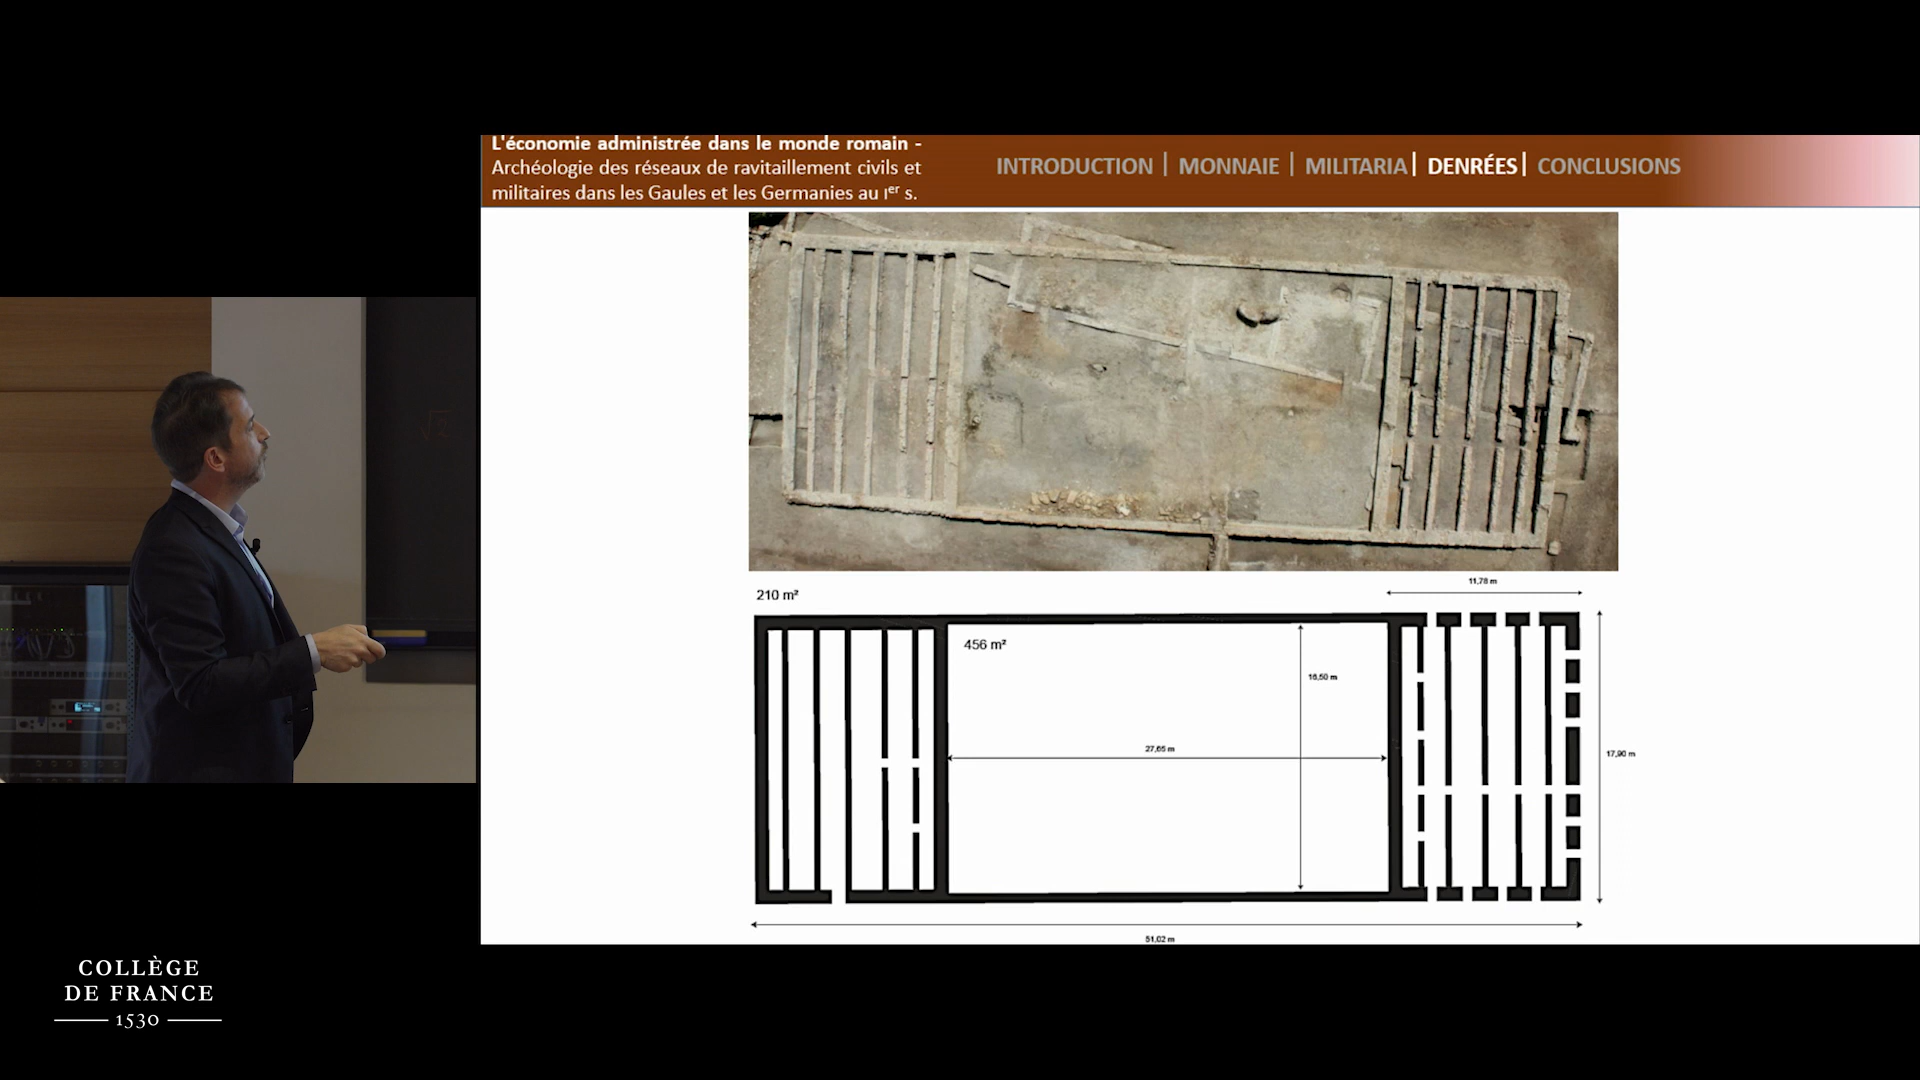 L'économie administrée dans le monde romain -
Archéologie des réseaux de ravitaillement civils et
militaires dans les Gaules et les Germanies au Iᵉʳ s.
INTRODUCTION | MONNAIE | MILITARIA | DENRÉES | CONCLUSIONS
210 m²
11,78 m
456 m²
16,50 m
27,65 m
17,90 m
51,02 m
COLLÈGE
DE FRANCE
1530